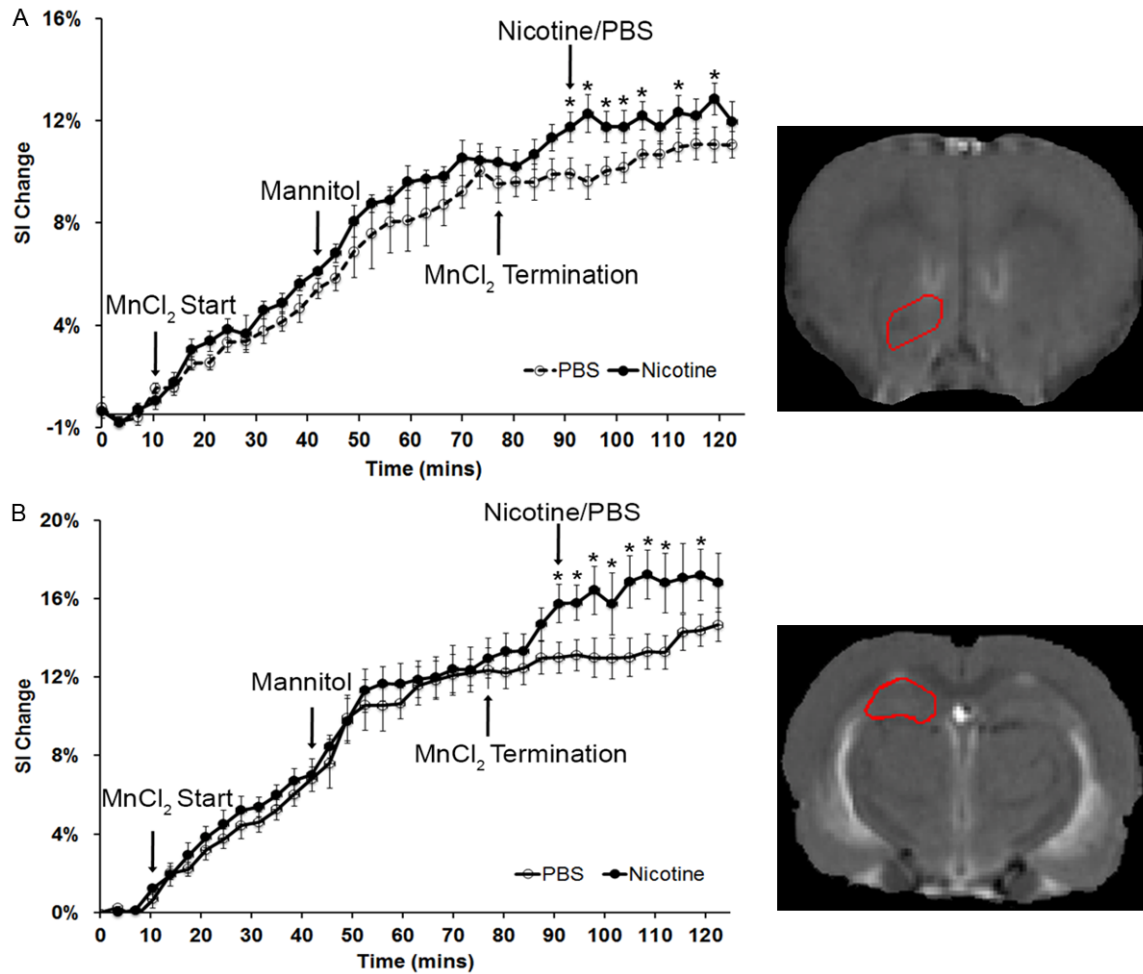 A
16%
Nicotine/PBS
* * * * * * *
12%
Mannitol
SI Change
8%
MnCl2 Termination
MnCl2 Start
4%
PBS Nicotine
-1%
0 10 20 30 40 50 60 70 80 90 100 110 120
Time (mins)
B
20%
Nicotine/PBS
* * * * * * * *
16%
12%
Mannitol
SI Change
MnCl2 Termination
8%
MnCl2 Start
4%
PBS Nicotine
0%
0 10 20 30 40 50 60 70 80 90 100 110 120
Time (mins)